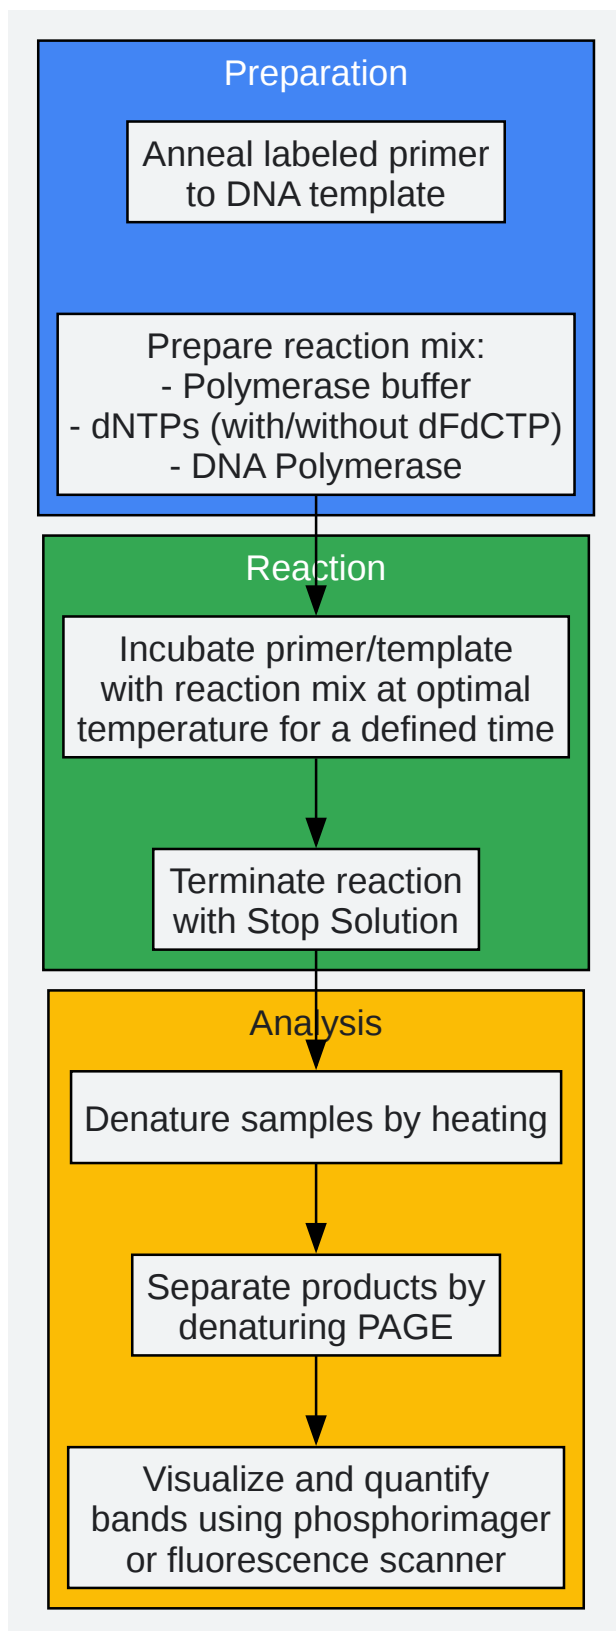 Preparation
Anneal labeled primer
to DNA template
Prepare reaction mix:
- Polymerase buffer
- dNTPs (with/without dFdCTP)
- DNA Polymerase
Reaction
Incubate primer/template
with reaction mix at optimal
temperature for a defined time
Terminate reaction
with Stop Solution
Analysis
Denature samples by heating
Separate products by
denaturing PAGE
Visualize and quantify
bands using phosphorimager
or fluorescence scanner